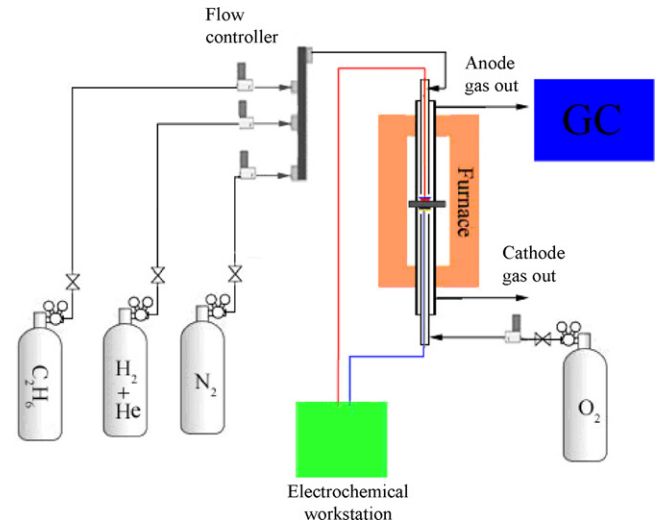 Flow
controller
Anode
gas out
GC
Furnace
Cathode
gas out
C₂H₆
H₂
+
He
N₂
O₂
Electrochemical
workstation